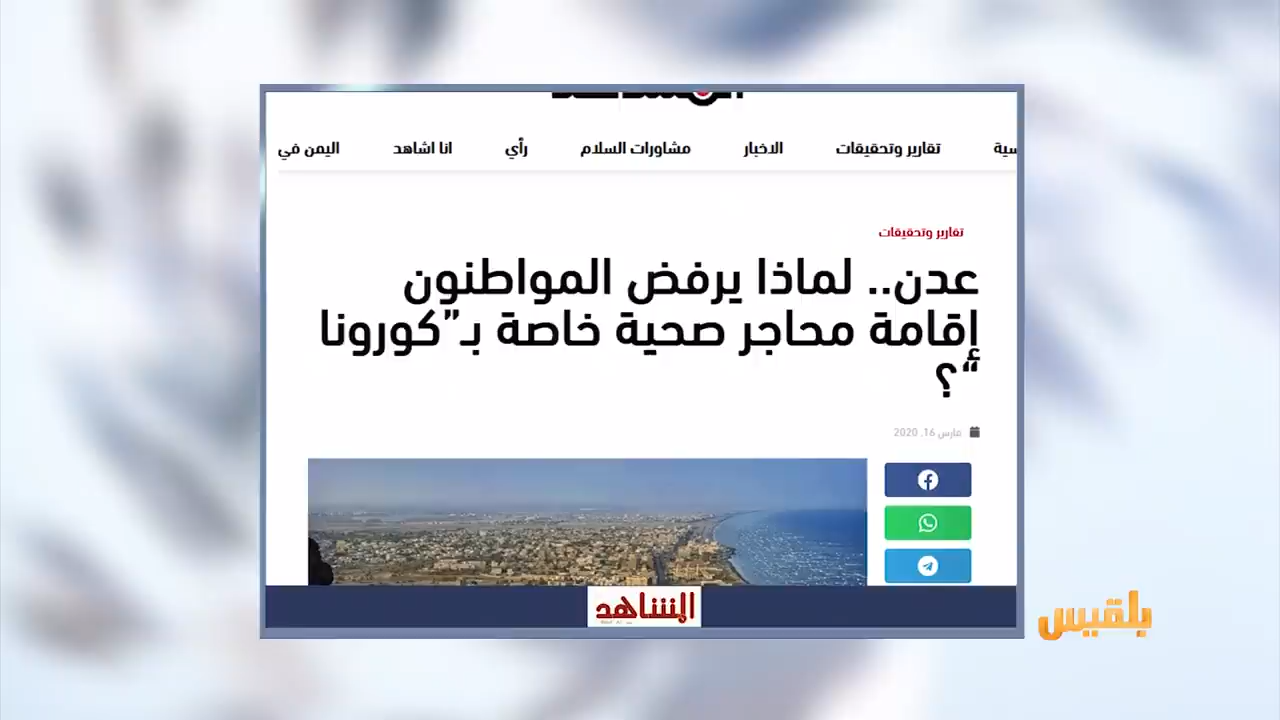 تقارير وتحقيقات الاخبار مشاورات السلام رأي انا اشاهد اليمن في
تقارير وتحقيقات
عدن.. لماذا يرفض المواطنون
إقامة محاجر صحية خاصة بـ”كورونا
“؟
مارس 16, 2020
المشاهد
بلقيس